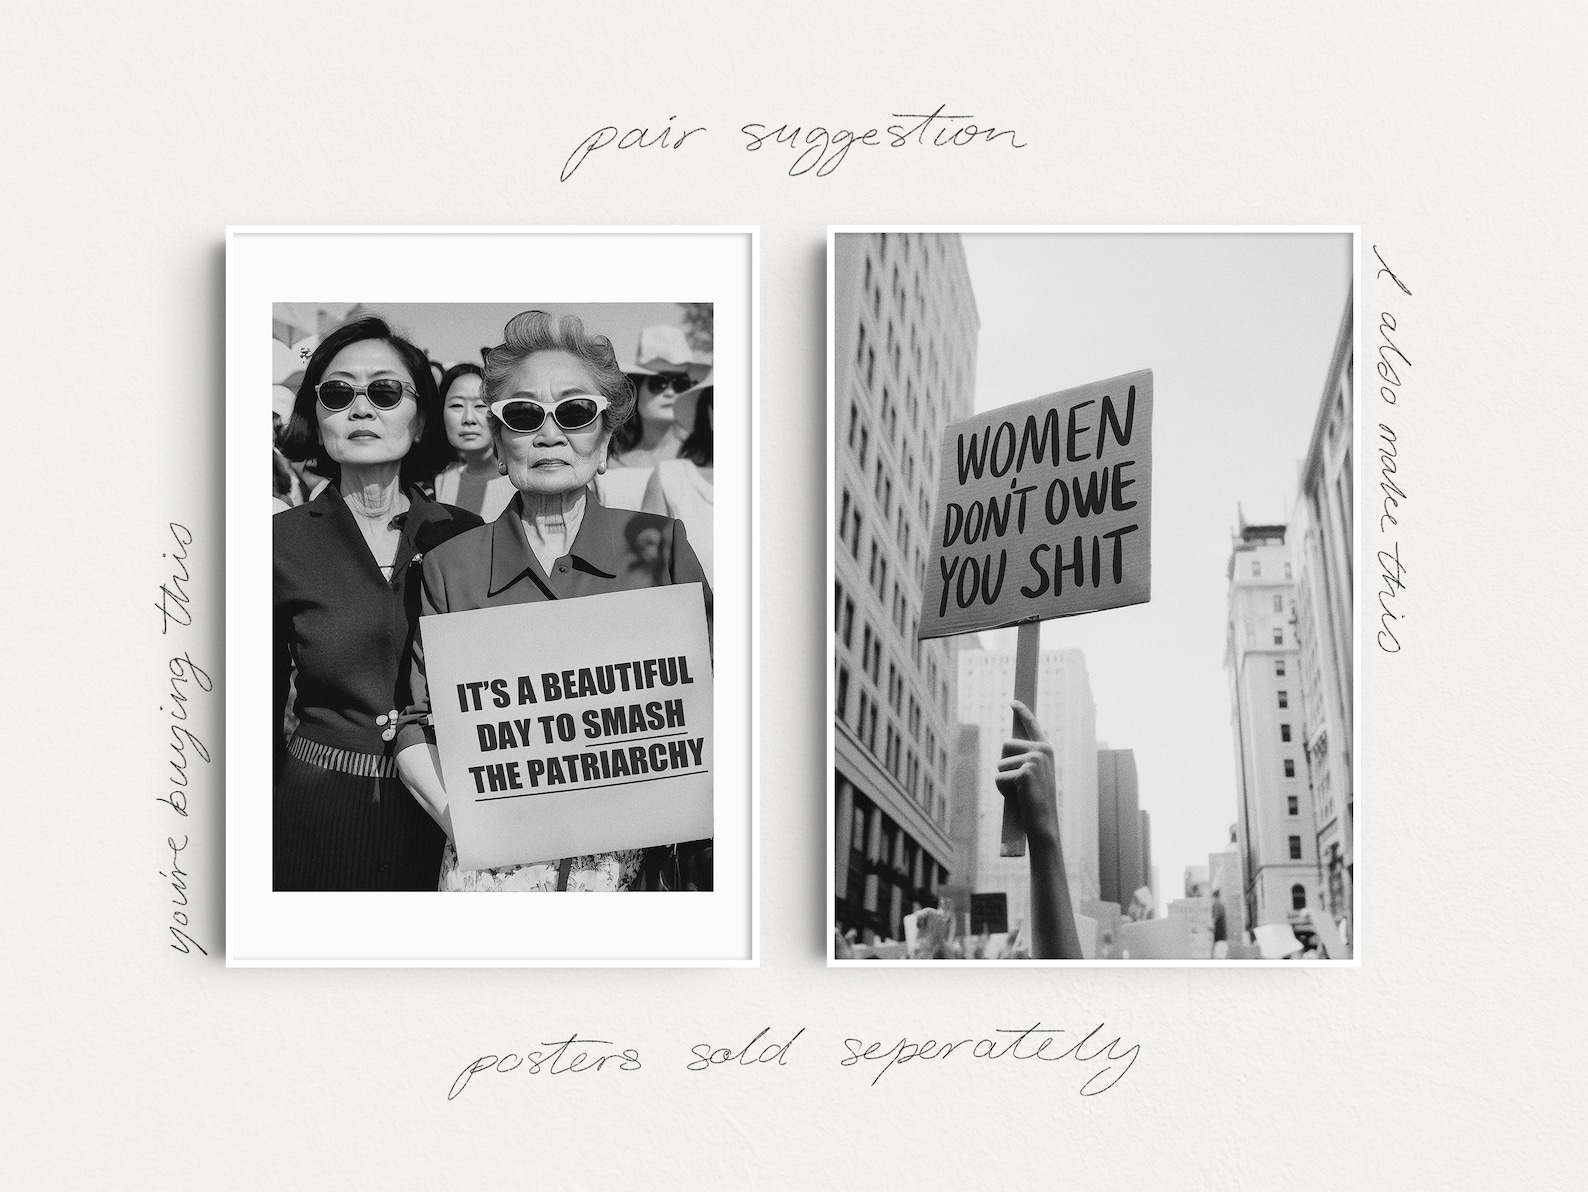 pair suggestion
you're buying this
IT'S A BEAUTIFUL
DAY TO SMASH
THE PATRIARCHY
WOMEN
DON'T OWE
YOU SHIT
I also make this
posters sold seperately